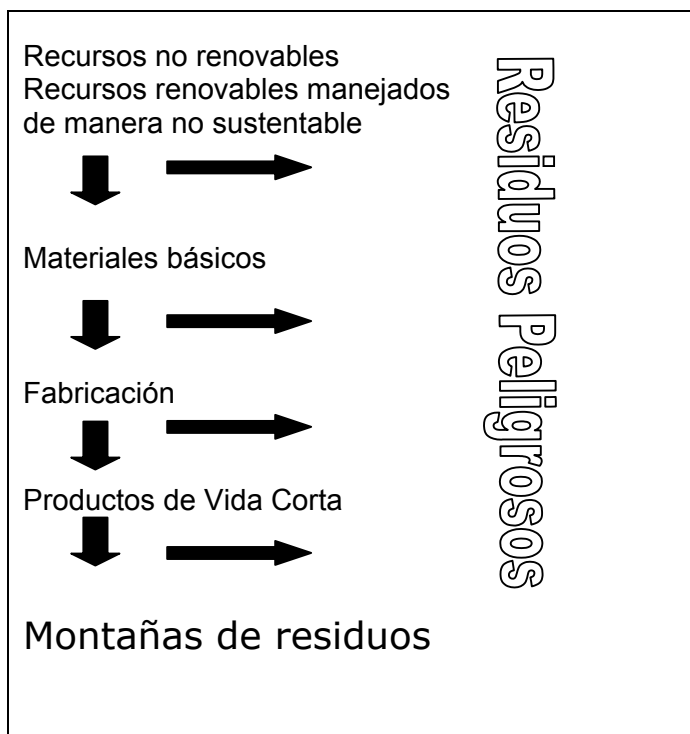 Recursos no renovables
Recursos renovables manejados
de manera no sustentable
Materiales básicos
Fabricación
Productos de Vida Corta
Montañas de residuos
Residuos Peligrosos